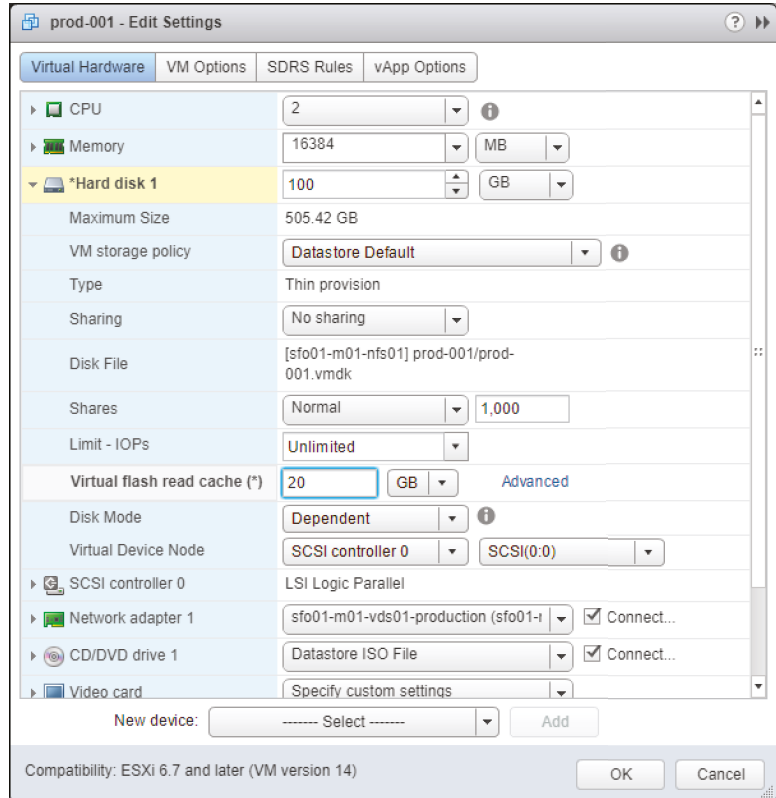 prod-001 - Edit Settings
Virtual Hardware VM Options SDRS Rules vApp Options
CPU 2
Memory 16384 MB
*Hard disk 1 100 GB
Maximum Size 505.42 GB
VM storage policy Datastore Default
Type Thin provision
Sharing No sharing
Disk File [sfo01-m01-nfs01] prod-001/prod-
001.vmdk
Shares Normal 1,000
Limit - IOPs Unlimited
Virtual flash read cache (*) 20 GB Advanced
Disk Mode Dependent
Virtual Device Node SCSI controller 0 SCSI(0:0)
SCSI controller 0 LSI Logic Parallel
Network adapter 1 sfo01-m01-vds01-production (sfo01-r Connect...
CD/DVD drive 1 Datastore ISO File Connect...
Video card Specify custom settings
New device: ------- Select ------- Add
Compatibility: ESXi 6.7 and later (VM version 14) OK Cancel